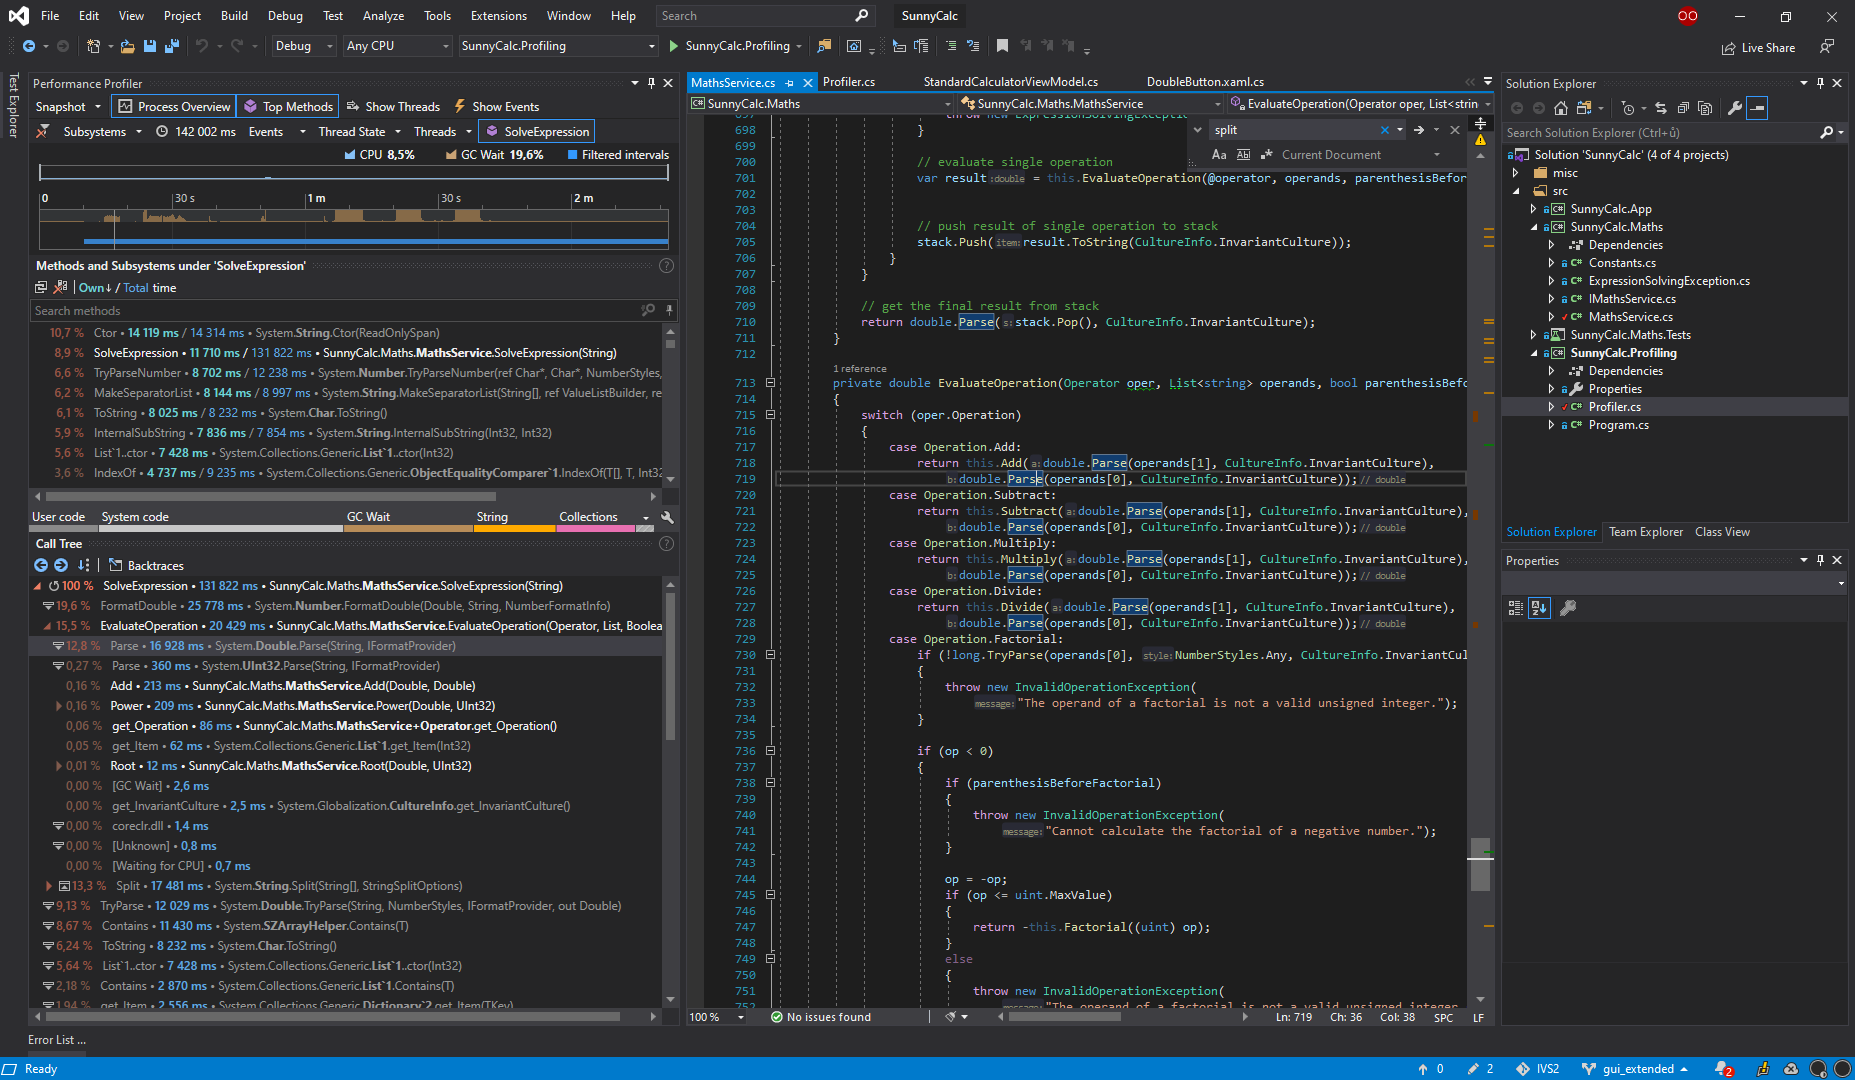 File Edit View Project Build Debug Test Analyze Tools Extensions Window Help Search SunnyCalc
Debug Any CPU SunnyCalc.Profiling SunnyCalc.Profiling Live Share
Test Explorer
Performance Profiler
Snapshot Process Overview Top Methods Show Threads Show Events
Subsystems 142 002 ms Events Thread State Threads SolveExpression
CPU 8,5% GC Wait 19,6% Filtered intervals
0 30 s 1 m 30 s 2 m
Methods and Subsystems under 'SolveExpression'
Own↓ / Total time
Search methods
10,7 % Ctor • 14 119 ms / 14 314 ms • System.String.Ctor(ReadOnlySpan)
8,9 % SolveExpression • 11 710 ms / 131 822 ms • SunnyCalc.Maths.MathsService.SolveExpression(String)
6,6 % TryParseNumber • 8 702 ms / 12 238 ms • System.Number.TryParseNumber(ref Char*, Char*, NumberStyles,
6,2 % MakeSeparatorList • 8 144 ms / 8 997 ms • System.String.MakeSeparatorList(String[], ref ValueListBuilder, re
6,1 % ToString • 8 025 ms / 8 232 ms • System.Char.ToString()
5,9 % InternalSubString • 7 836 ms / 7 854 ms • System.String.InternalSubString(Int32, Int32)
5,6 % List`1..ctor • 7 428 ms • System.Collections.Generic.List`1..ctor(Int32)
3,6 % IndexOf • 4 737 ms / 9 235 ms • System.Collections.Generic.ObjectEqualityComparer`1.IndexOf(T[], T, Int32
User code System code GC Wait String Collections
Call Tree
Backtraces
100 % SolveExpression • 131 822 ms • SunnyCalc.Maths.MathsService.SolveExpression(String)
19,6 % FormatDouble • 25 778 ms • System.Number.FormatDouble(Double, String, NumberFormatInfo)
15,5 % EvaluateOperation • 20 429 ms • SunnyCalc.Maths.MathsService.EvaluateOperation(Operator, List, Boolea
12,8 % Parse • 16 928 ms • System.Double.Parse(String, IFormatProvider)
0,27 % Parse • 360 ms • System.UInt32.Parse(String, IFormatProvider)
0,16 % Add • 213 ms • SunnyCalc.Maths.MathsService.Add(Double, Double)
0,16 % Power • 209 ms • SunnyCalc.Maths.MathsService.Power(Double, UInt32)
0,06 % get_Operation • 86 ms • SunnyCalc.Maths.MathsService+Operator.get_Operation()
0,05 % get_Item • 62 ms • System.Collections.Generic.List`1.get_Item(Int32)
0,01 % Root • 12 ms • SunnyCalc.Maths.MathsService.Root(Double, UInt32)
0,00 % [GC Wait] • 2,6 ms
0,00 % get_InvariantCulture • 2,5 ms • System.Globalization.CultureInfo.get_InvariantCulture()
0,00 % coreclr.dll • 1,4 ms
0,00 % [Unknown] • 0,8 ms
0,00 % [Waiting for CPU] • 0,7 ms
13,3 % Split • 17 481 ms • System.String.Split(String[], StringSplitOptions)
9,13 % TryParse • 12 029 ms • System.Double.TryParse(String, NumberStyles, IFormatProvider, out Double)
8,67 % Contains • 11 430 ms • System.SZArrayHelper.Contains(T)
6,24 % ToString • 8 232 ms • System.Char.ToString()
5,64 % List`1..ctor • 7 428 ms • System.Collections.Generic.List`1..ctor(Int32)
2,18 % Contains • 2 870 ms • System.Collections.Generic.List`1.Contains(T)
1,94 % get_Item • 2 556 ms • System.Collections.Generic.Dictionary`2.get_Item(TKey)
Error List ...
MathsService.cs Profiler.cs StandardCalculatorViewModel.cs DoubleButton.xaml.cs
SunnyCalc.Maths SunnyCalc.Maths.MathsService EvaluateOperation(Operator oper, List<strin
split
Aa Current Document
697 throw new ExpressionSolvingExceptio
698 }
699
700 // evaluate single operation
701 var result:double = this.EvaluateOperation(@operator, operands, parenthesisBefor
702
703
704 // push result of single operation to stack
705 stack.Push(item:result.ToString(CultureInfo.InvariantCulture));
706 }
707 }
708
709 // get the final result from stack
710 return double.Parse(s:stack.Pop(), CultureInfo.InvariantCulture);
711 }
712
1 reference
713 private double EvaluateOperation(Operator oper, List<string> operands, bool parenthesisBefo
714 {
715 switch (oper.Operation)
716 {
717 case Operation.Add:
718 return this.Add(a:double.Parse(operands[1], CultureInfo.InvariantCulture),
719 b:double.Parse(operands[0], CultureInfo.InvariantCulture)); // double
720 case Operation.Subtract:
721 return this.Subtract(a:double.Parse(operands[1], CultureInfo.InvariantCulture),
722 b:double.Parse(operands[0], CultureInfo.InvariantCulture)); // double
723 case Operation.Multiply:
724 return this.Multiply(a:double.Parse(operands[1], CultureInfo.InvariantCulture),
725 b:double.Parse(operands[0], CultureInfo.InvariantCulture)); // double
726 case Operation.Divide:
727 return this.Divide(a:double.Parse(operands[1], CultureInfo.InvariantCulture),
728 b:double.Parse(operands[0], CultureInfo.InvariantCulture)); // double
729 case Operation.Factorial:
730 if (!long.TryParse(operands[0], style:NumberStyles.Any, CultureInfo.InvariantCul
731 {
732 throw new InvalidOperationException(
733 message:"The operand of a factorial is not a valid unsigned integer.");
734 }
735
736 if (op < 0)
737 {
738 if (parenthesisBeforeFactorial)
739 {
740 throw new InvalidOperationException(
741 message:"Cannot calculate the factorial of a negative number.");
742 }
743
744 op = -op;
745 if (op <= uint.MaxValue)
746 {
747 return -this.Factorial((uint) op);
748 }
749 else
750 {
751 throw new InvalidOperationException(
752 message:"The operand of a factorial is not a valid unsigned integer
100 % No issues found Ln: 719 Ch: 36 Col: 38 SPC LF
Solution Explorer
Search Solution Explorer (Ctrl+ů)
Solution 'SunnyCalc' (4 of 4 projects)
misc
src
SunnyCalc.App
SunnyCalc.Maths
Dependencies
Constants.cs
ExpressionSolvingException.cs
IMathsService.cs
MathsService.cs
SunnyCalc.Maths.Tests
SunnyCalc.Profiling
Dependencies
Properties
Profiler.cs
Program.cs
Solution Explorer Team Explorer Class View
Properties
Ready 0 2 IVS2 gui_extended 2